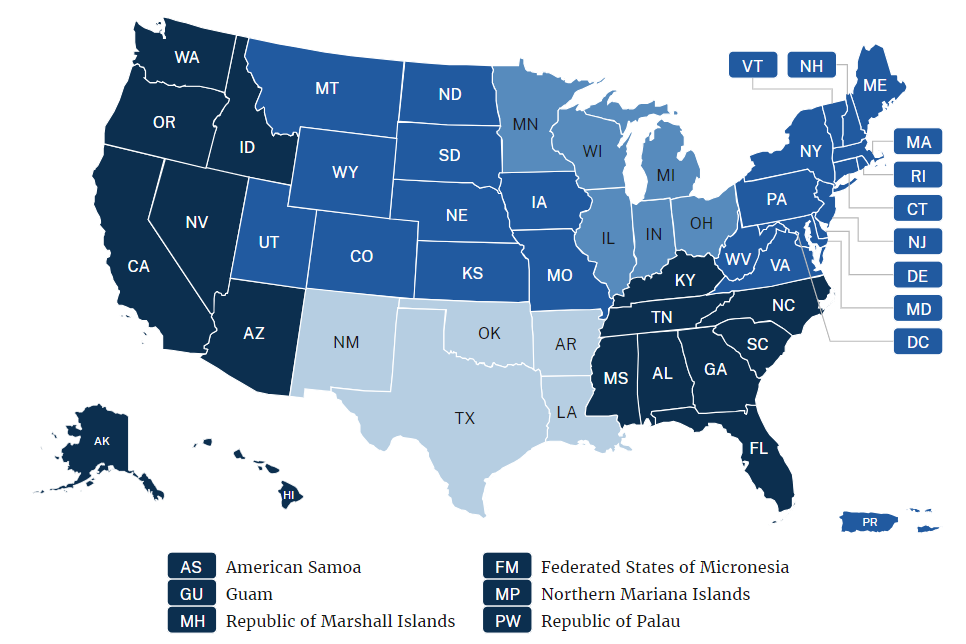 WA
MT
ND
MN
VT
NH
ME
OR
ID
WY
SD
WI
MI
NY
MA
RI
CT
NJ
DE
MD
DC
NV
UT
CO
NE
IA
IL
IN
OH
PA
CA
KS
MO
KY
WV
VA
AZ
NM
OK
AR
TN
NC
SC
TX
LA
MS
AL
GA
FL
AK
HI
PR
AS American Samoa
GU Guam
MH Republic of Marshall Islands
FM Federated States of Micronesia
MP Northern Mariana Islands
PW Republic of Palau